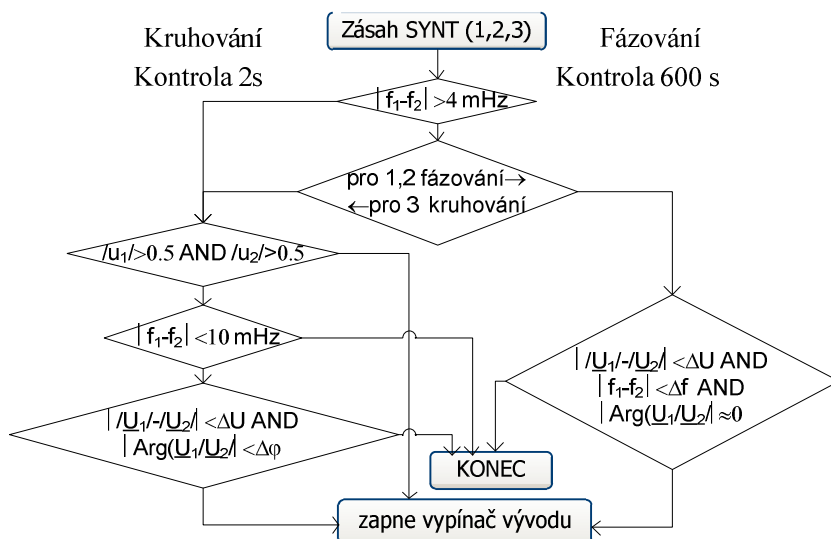 Kruhování
Kontrola 2s
Zásah SYNT (1,2,3)
Fázování
Kontrola 600 s
| f₁-f₂| >4 mHz
pro 1,2 fázování→
←pro 3 kruhování
/u₁/>0.5 AND /u₂/>0.5
| f₁-f₂| <10 mHz
| /U₁/-/U₂/| <ΔU AND
| Arg(U₁/U₂/| <Δφ
| /U₁/-/U₂/| <ΔU AND
| f₁-f₂| <Δf AND
| Arg(U₁/U₂/| ≈0
KONEC
zapne vypínač vývodu